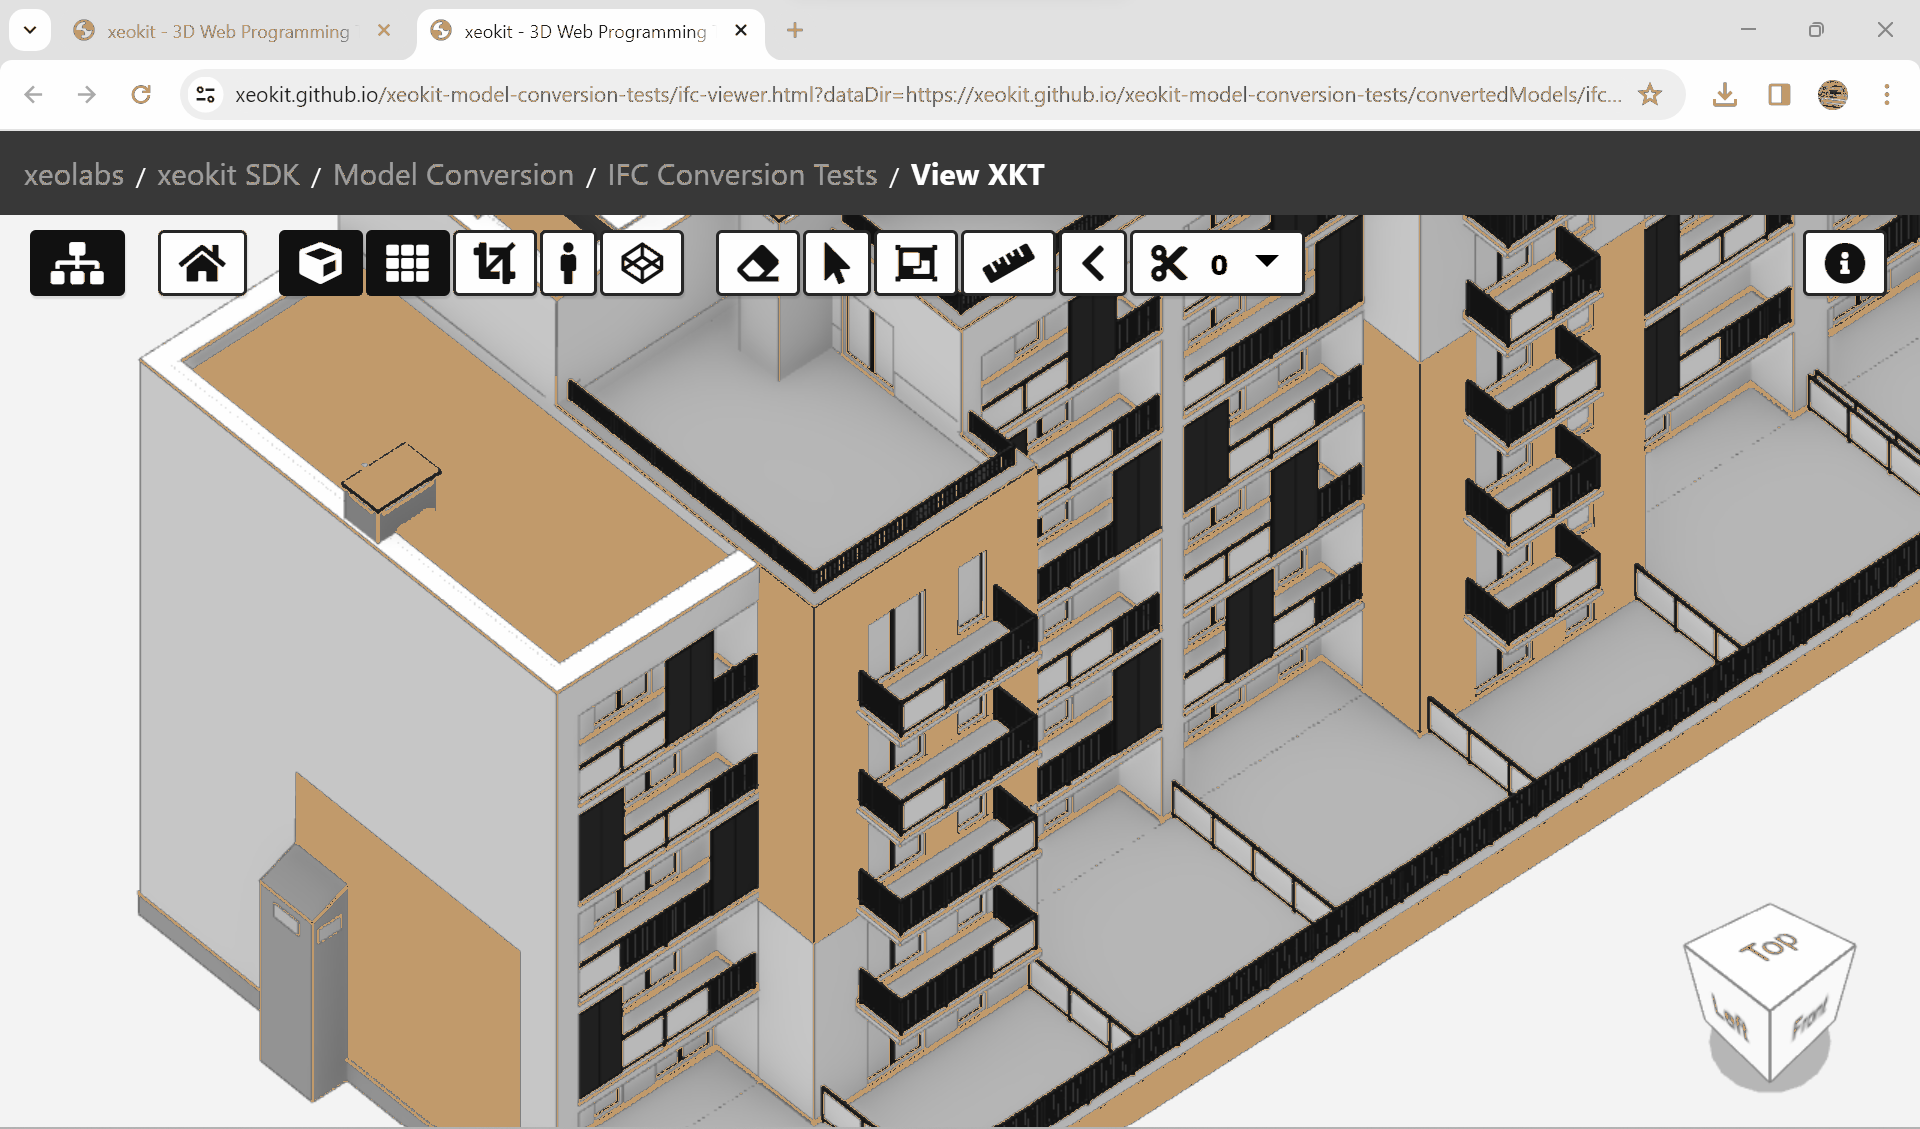 xeokit - 3D Web Programming
xeokit - 3D Web Programming
xeokit.github.io/xeokit-model-conversion-tests/ifc-viewer.html?dataDir=https://xeokit.github.io/xeokit-model-conversion-tests/convertedModels/ifc...
xeolabs / xeokit SDK / Model Conversion / IFC Conversion Tests / View XKT
0
Top
Left
Front